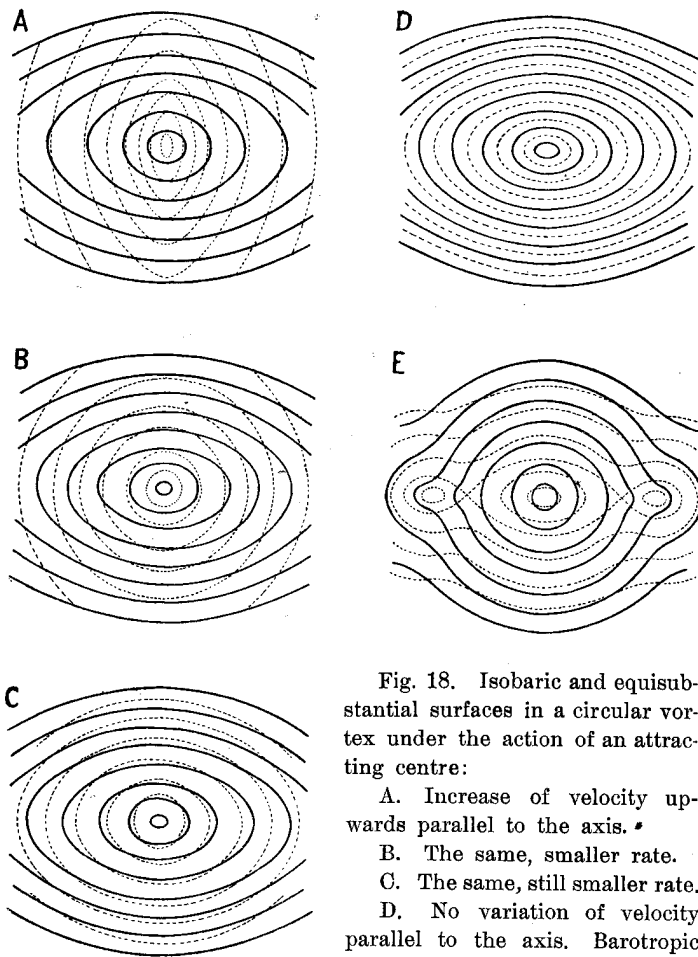 A
D
B
E
C
Fig. 18. Isobaric and equisub-
stantial surfaces in a circular vor-
tex under the action of an attrac-
ting centre:
A. Increase of velocity up-
wards parallel to the axis.
B. The same, smaller rate.
C. The same, still smaller rate.
D. No variation of velocity
parallel to the axis. Barotropic